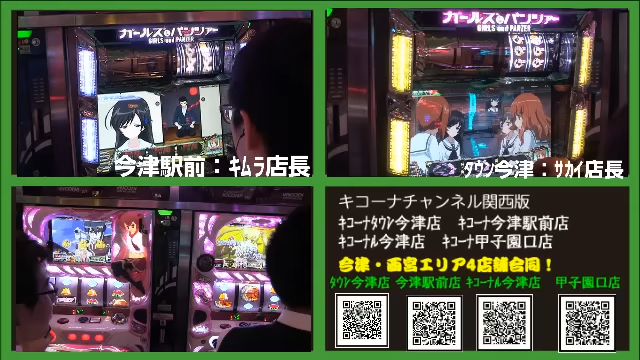 ガールズ&パンツァー
GIRLS und PANZER
今津駅前：ｷﾑﾗ店長
ガールズ&パンツァー
GIRLS und PANZER
ﾀｳﾝ今津：ｻｶｲ店長
キコーナチャンネル関西版
ｷｺｰﾅﾀｳﾝ今津店 ｷｺｰﾅ今津駅前店
ｷｺｰﾅﾙ今津店 ｷｺｰﾅ甲子園口店
今津・西宮エリア4店舗合同！
ﾀｳﾝ今津店 今津駅前店 ｷｺｰﾅﾙ今津店 甲子園口店